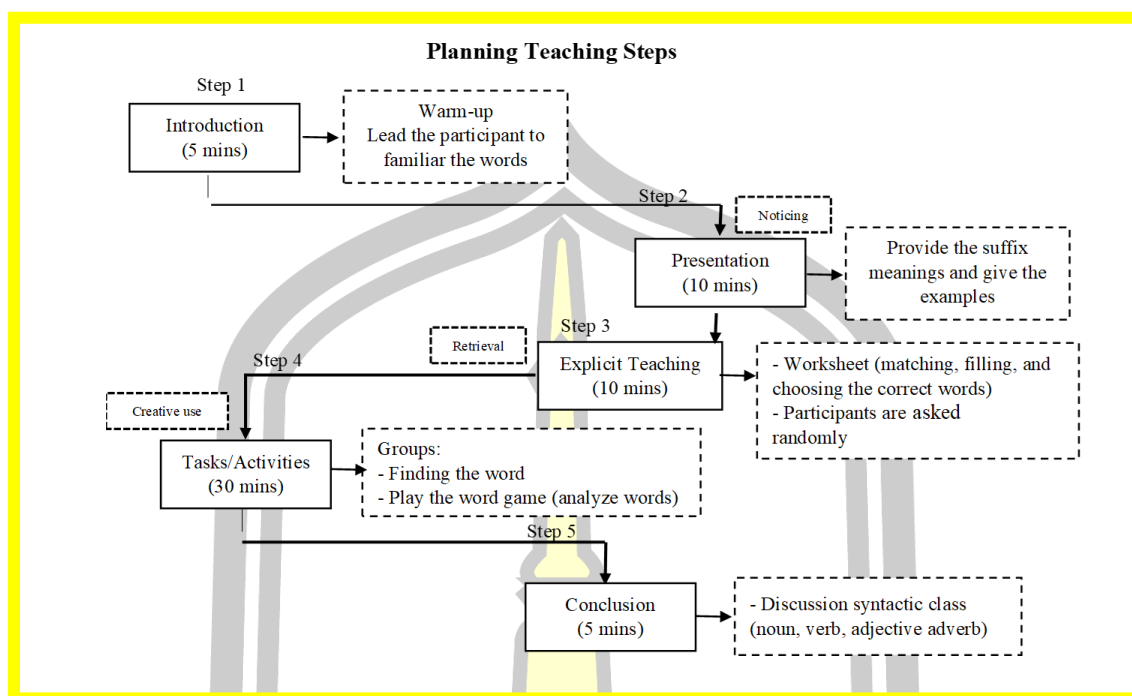 Planning Teaching Steps
Step 1
Introduction
(5 mins)
Warm-up
Lead the participant to
familiar the words
Step 2
Noticing
Presentation
(10 mins)
Provide the suffix
meanings and give the
examples
Step 3
Retrieval
Explicit Teaching
(10 mins)
- Worksheet (matching, filling, and
choosing the correct words)
- Participants are asked
randomly
Step 4
Creative use
Tasks/Activities
(30 mins)
Groups:
- Finding the word
- Play the word game (analyze words)
Step 5
Conclusion
(5 mins)
- Discussion syntactic class
(noun, verb, adjective adverb)